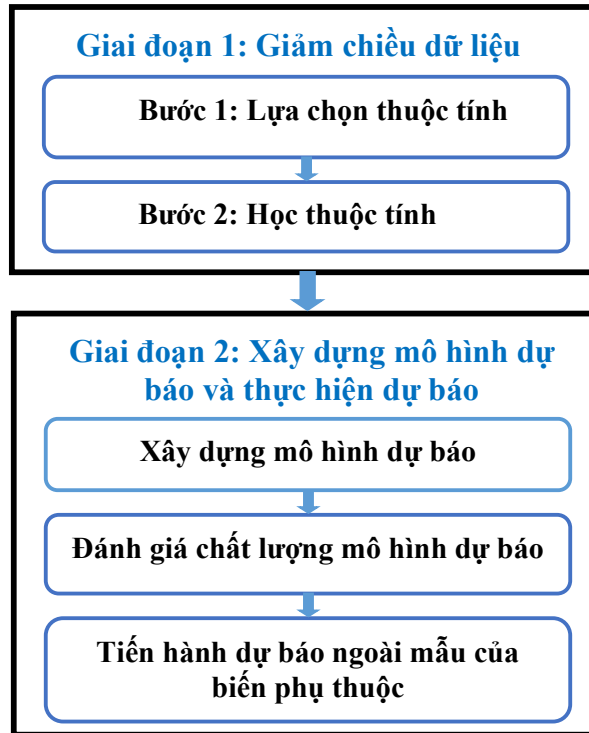 Giai đoạn 1: Giảm chiều dữ liệu
Bước 1: Lựa chọn thuộc tính
Bước 2: Học thuộc tính
Giai đoạn 2: Xây dựng mô hình dự
báo và thực hiện dự báo
Xây dựng mô hình dự báo
Đánh giá chất lượng mô hình dự báo
Tiến hành dự báo ngoài mẫu của
biến phụ thuộc